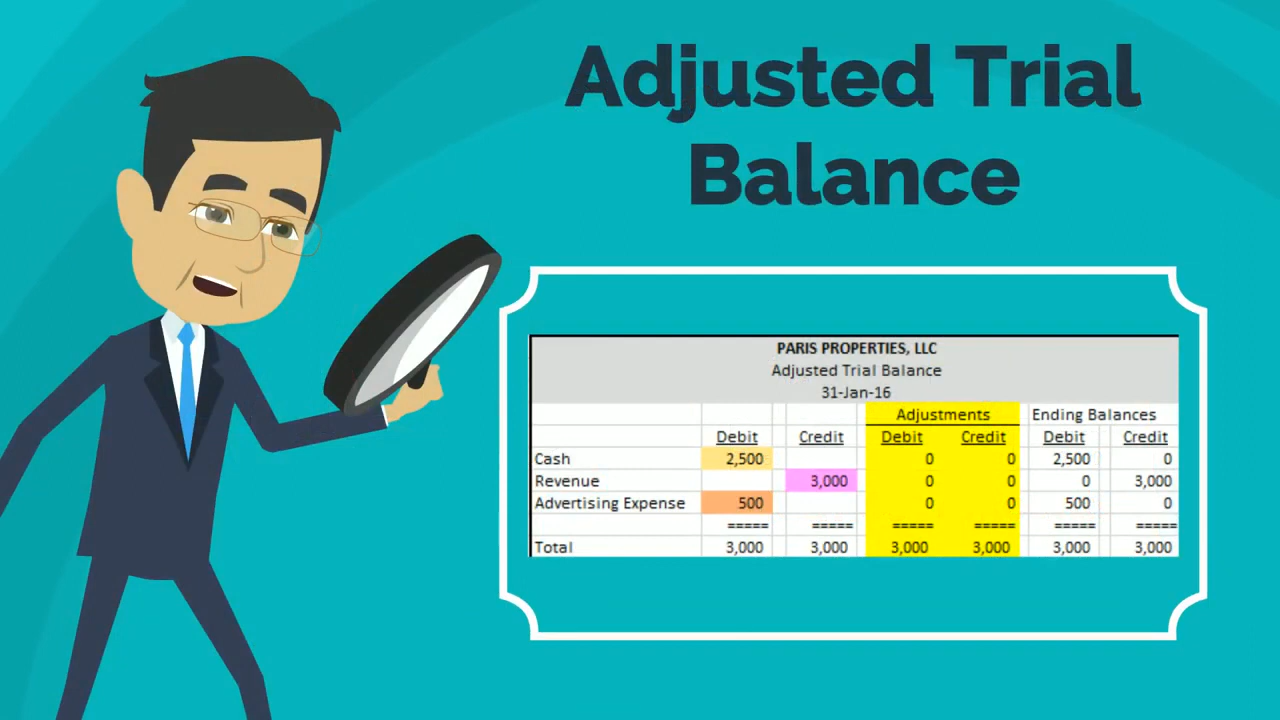 Adjusted Trial
Balance
PARIS PROPERTIES, LLC
Adjusted Trial Balance
31-Jan-16
Adjustments Ending Balances
Debit Credit Debit Credit Debit Credit
Cash 2,500 0 0 2,500 0
Revenue 3,000 0 0 0 3,000
Advertising Expense 500 0 0 500 0
===== ===== ===== ===== ===== =====
Total 3,000 3,000 3,000 3,000 3,000 3,000